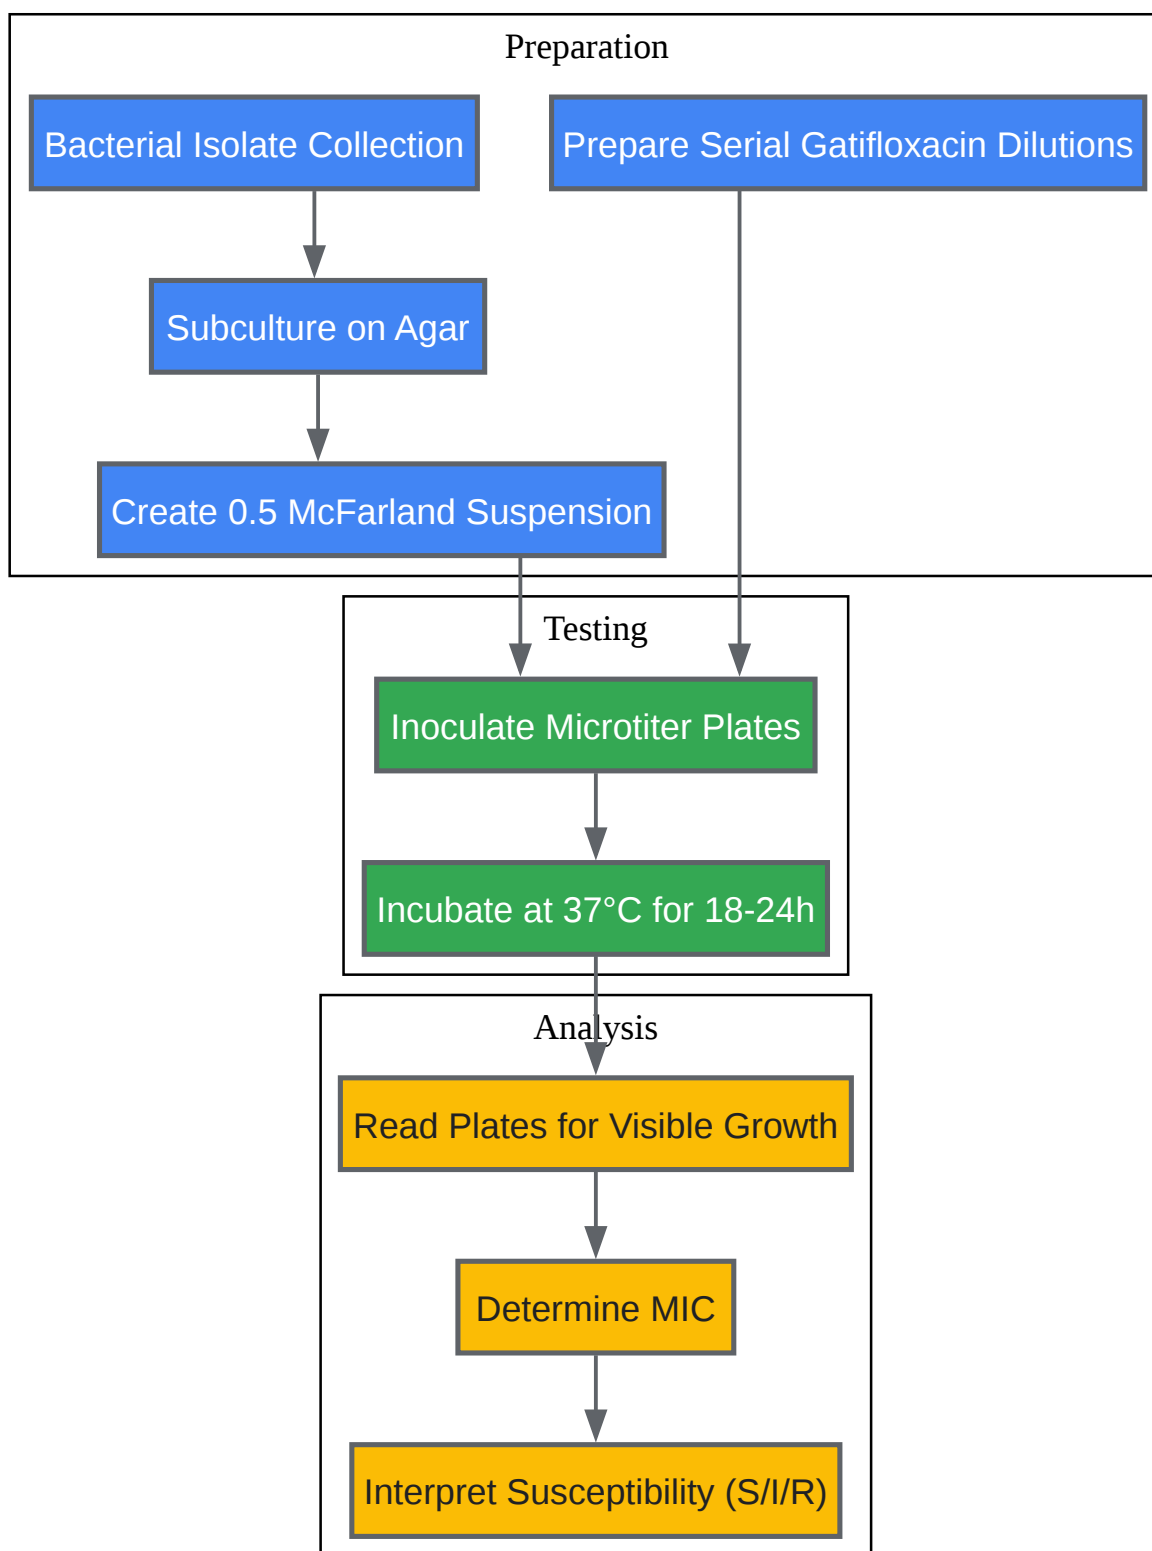 Preparation
Bacterial Isolate Collection
Prepare Serial Gatifloxacin Dilutions
Subculture on Agar
Create 0.5 McFarland Suspension
Testing
Inoculate Microtiter Plates
Incubate at 37°C for 18-24h
Analysis
Read Plates for Visible Growth
Determine MIC
Interpret Susceptibility (S/I/R)